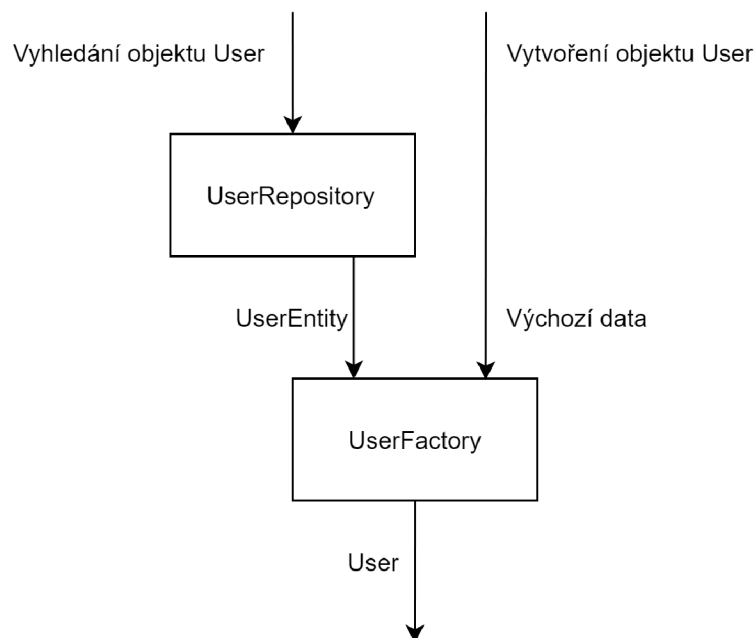 Vyhledání objektu User
Vytvoření objektu User
UserRepository
UserEntity
Výchozí data
UserFactory
User